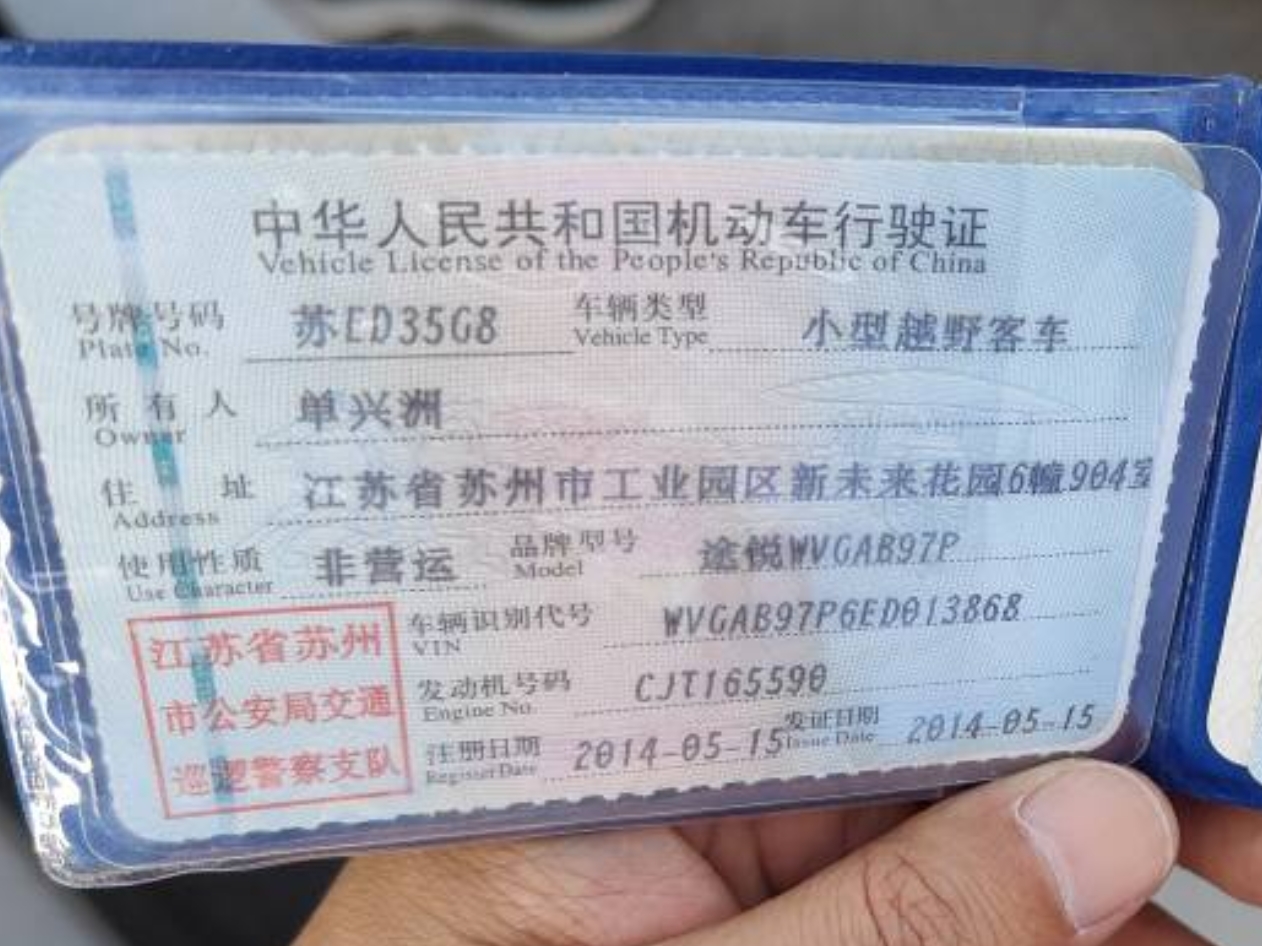 中华人民共和国机动车行驶证
Vehicle License of the People's Republic of China
号牌号码 苏ED35G8 车辆类型 小型越野客车
Plate No. Vehicle Type
所有人 单兴洲
Owner
住址 江苏省苏州市工业园区新未来花园6幢904室
Address
使用性质 非营运 品牌型号 途锐WVGAB97P
Use Character Model
车辆识别代号 WVGAB97P6ED013868
VIN
发动机号码 CJT165590
Engine No.
注册日期 2014-05-15 发证日期 2014-05-15
Register Date Issue Date
江苏省苏州
市公安局交通
巡逻警察支队